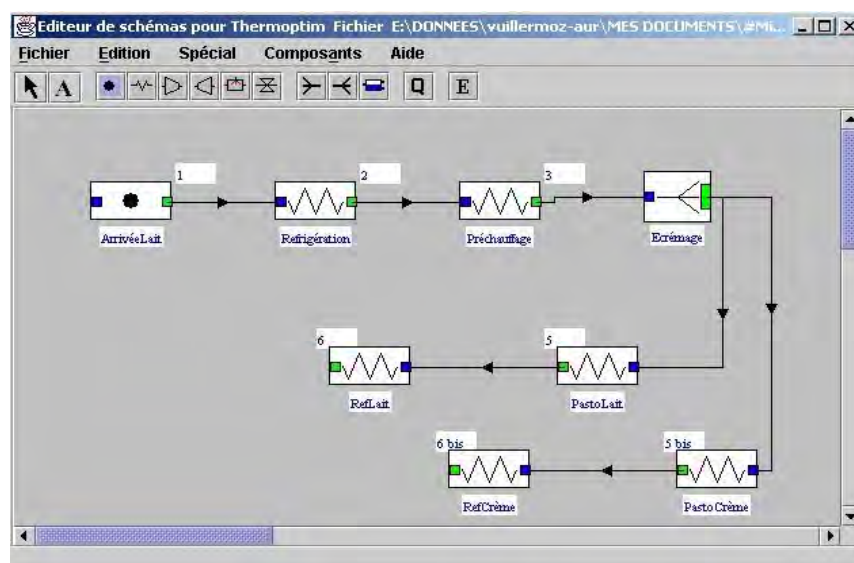 Editeur de schémas pour Thermoptim Fichier E:\DONNEES\vuillermoz-aur\MES DOCUMENTS\#Mi...
Fichier Edition Spécial Composants Aide
A Q E
1 2 3
ArrivéeLait Refrigération Préchauffage Ecrémage
6 5
RefLait PastoLait
6 bis 5 bis
RefCrème PastoCrème